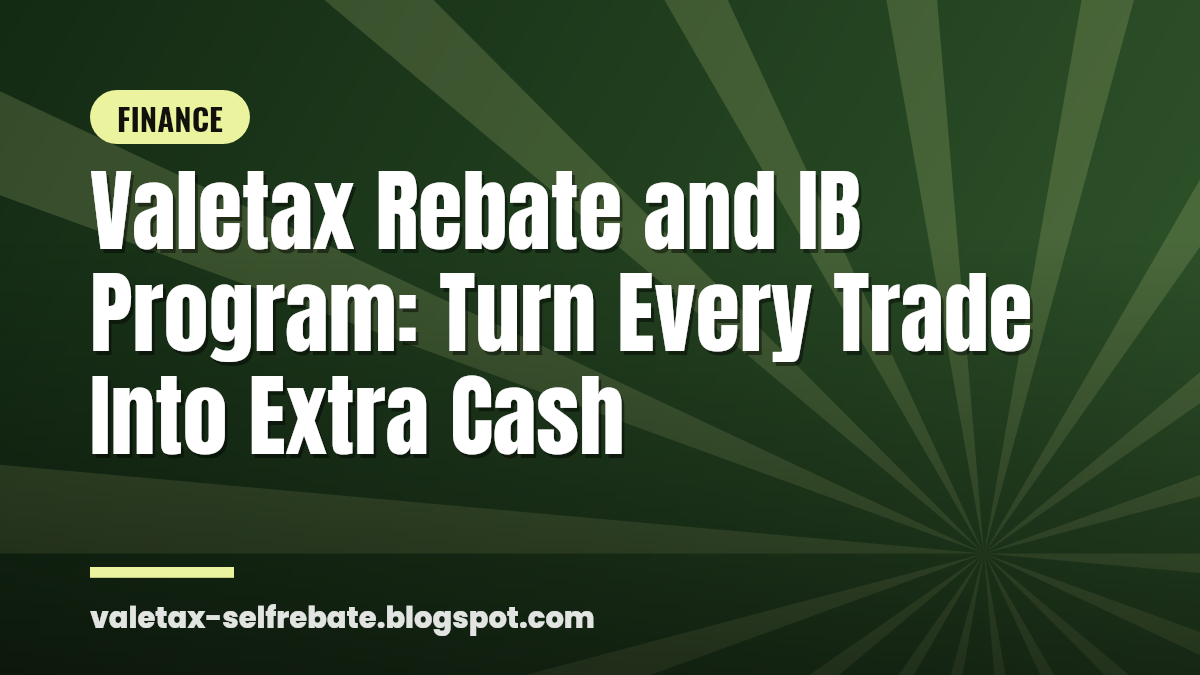 FINANCE
Valetax Rebate and IB
Program: Turn Every Trade
Into Extra Cash
valetax-selfrebate.blogspot.com